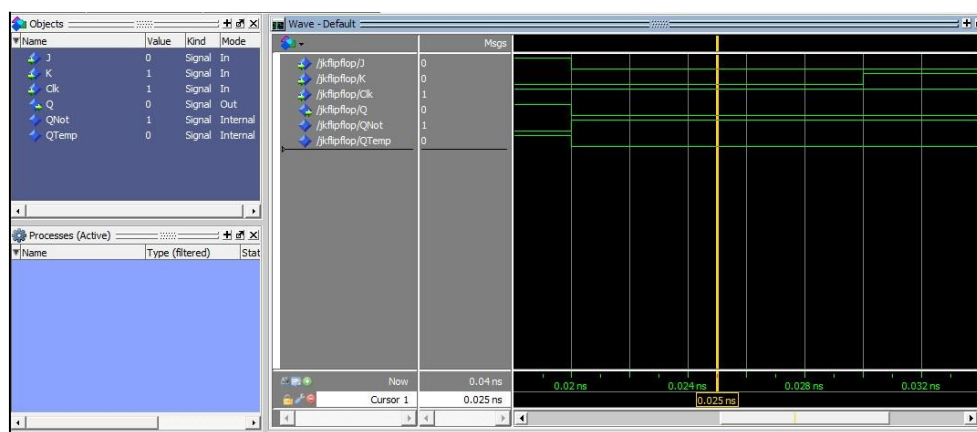 Objects
Name Value Kind Mode
J 0 Signal In
K 1 Signal In
Clk 1 Signal In
Q 0 Signal Out
QNot 1 Signal Internal
QTemp 0 Signal Internal
Processes (Active)
Name Type (filtered) Stat
Wave - Default
Msgs
/jkflipflop/J 0
/jkflipflop/K 0
/jkflipflop/Clk 1
/jkflipflop/Q 0
/jkflipflop/QNot 1
/jkflipflop/QTemp 0
Now 0.04 ns 0.02 ns 0.024 ns 0.028 ns 0.032 ns
Cursor 1 0.025 ns 0.025 ns